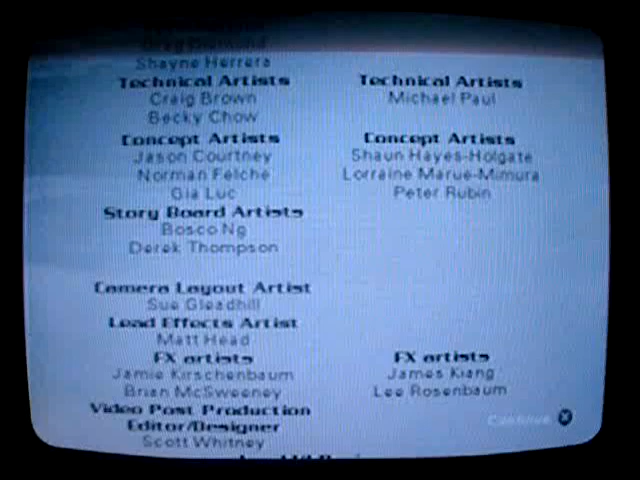 Shayne Herrera
Technical Artists
Craig Brown
Becky Chow
Concept Artists
Jason Courtney
Norman Felche
Gia Luc
Story Board Artists
Bosco Ng
Derek Thompson
Camera Layout Artist
Sue Gleadhill
Lead Effects Artist
Matt Head
FX artists
Jamie Kirschenbaum
Brian McSweeney
Video Post Production
Editor/Designer
Scott Whitney
Technical Artists
Michael Paul
Concept Artists
Shaun Hayes-Holgate
Lorraine Marue-Mimura
Peter Rubin
FX artists
James Kiang
Lee Rosenbaum
Continue X